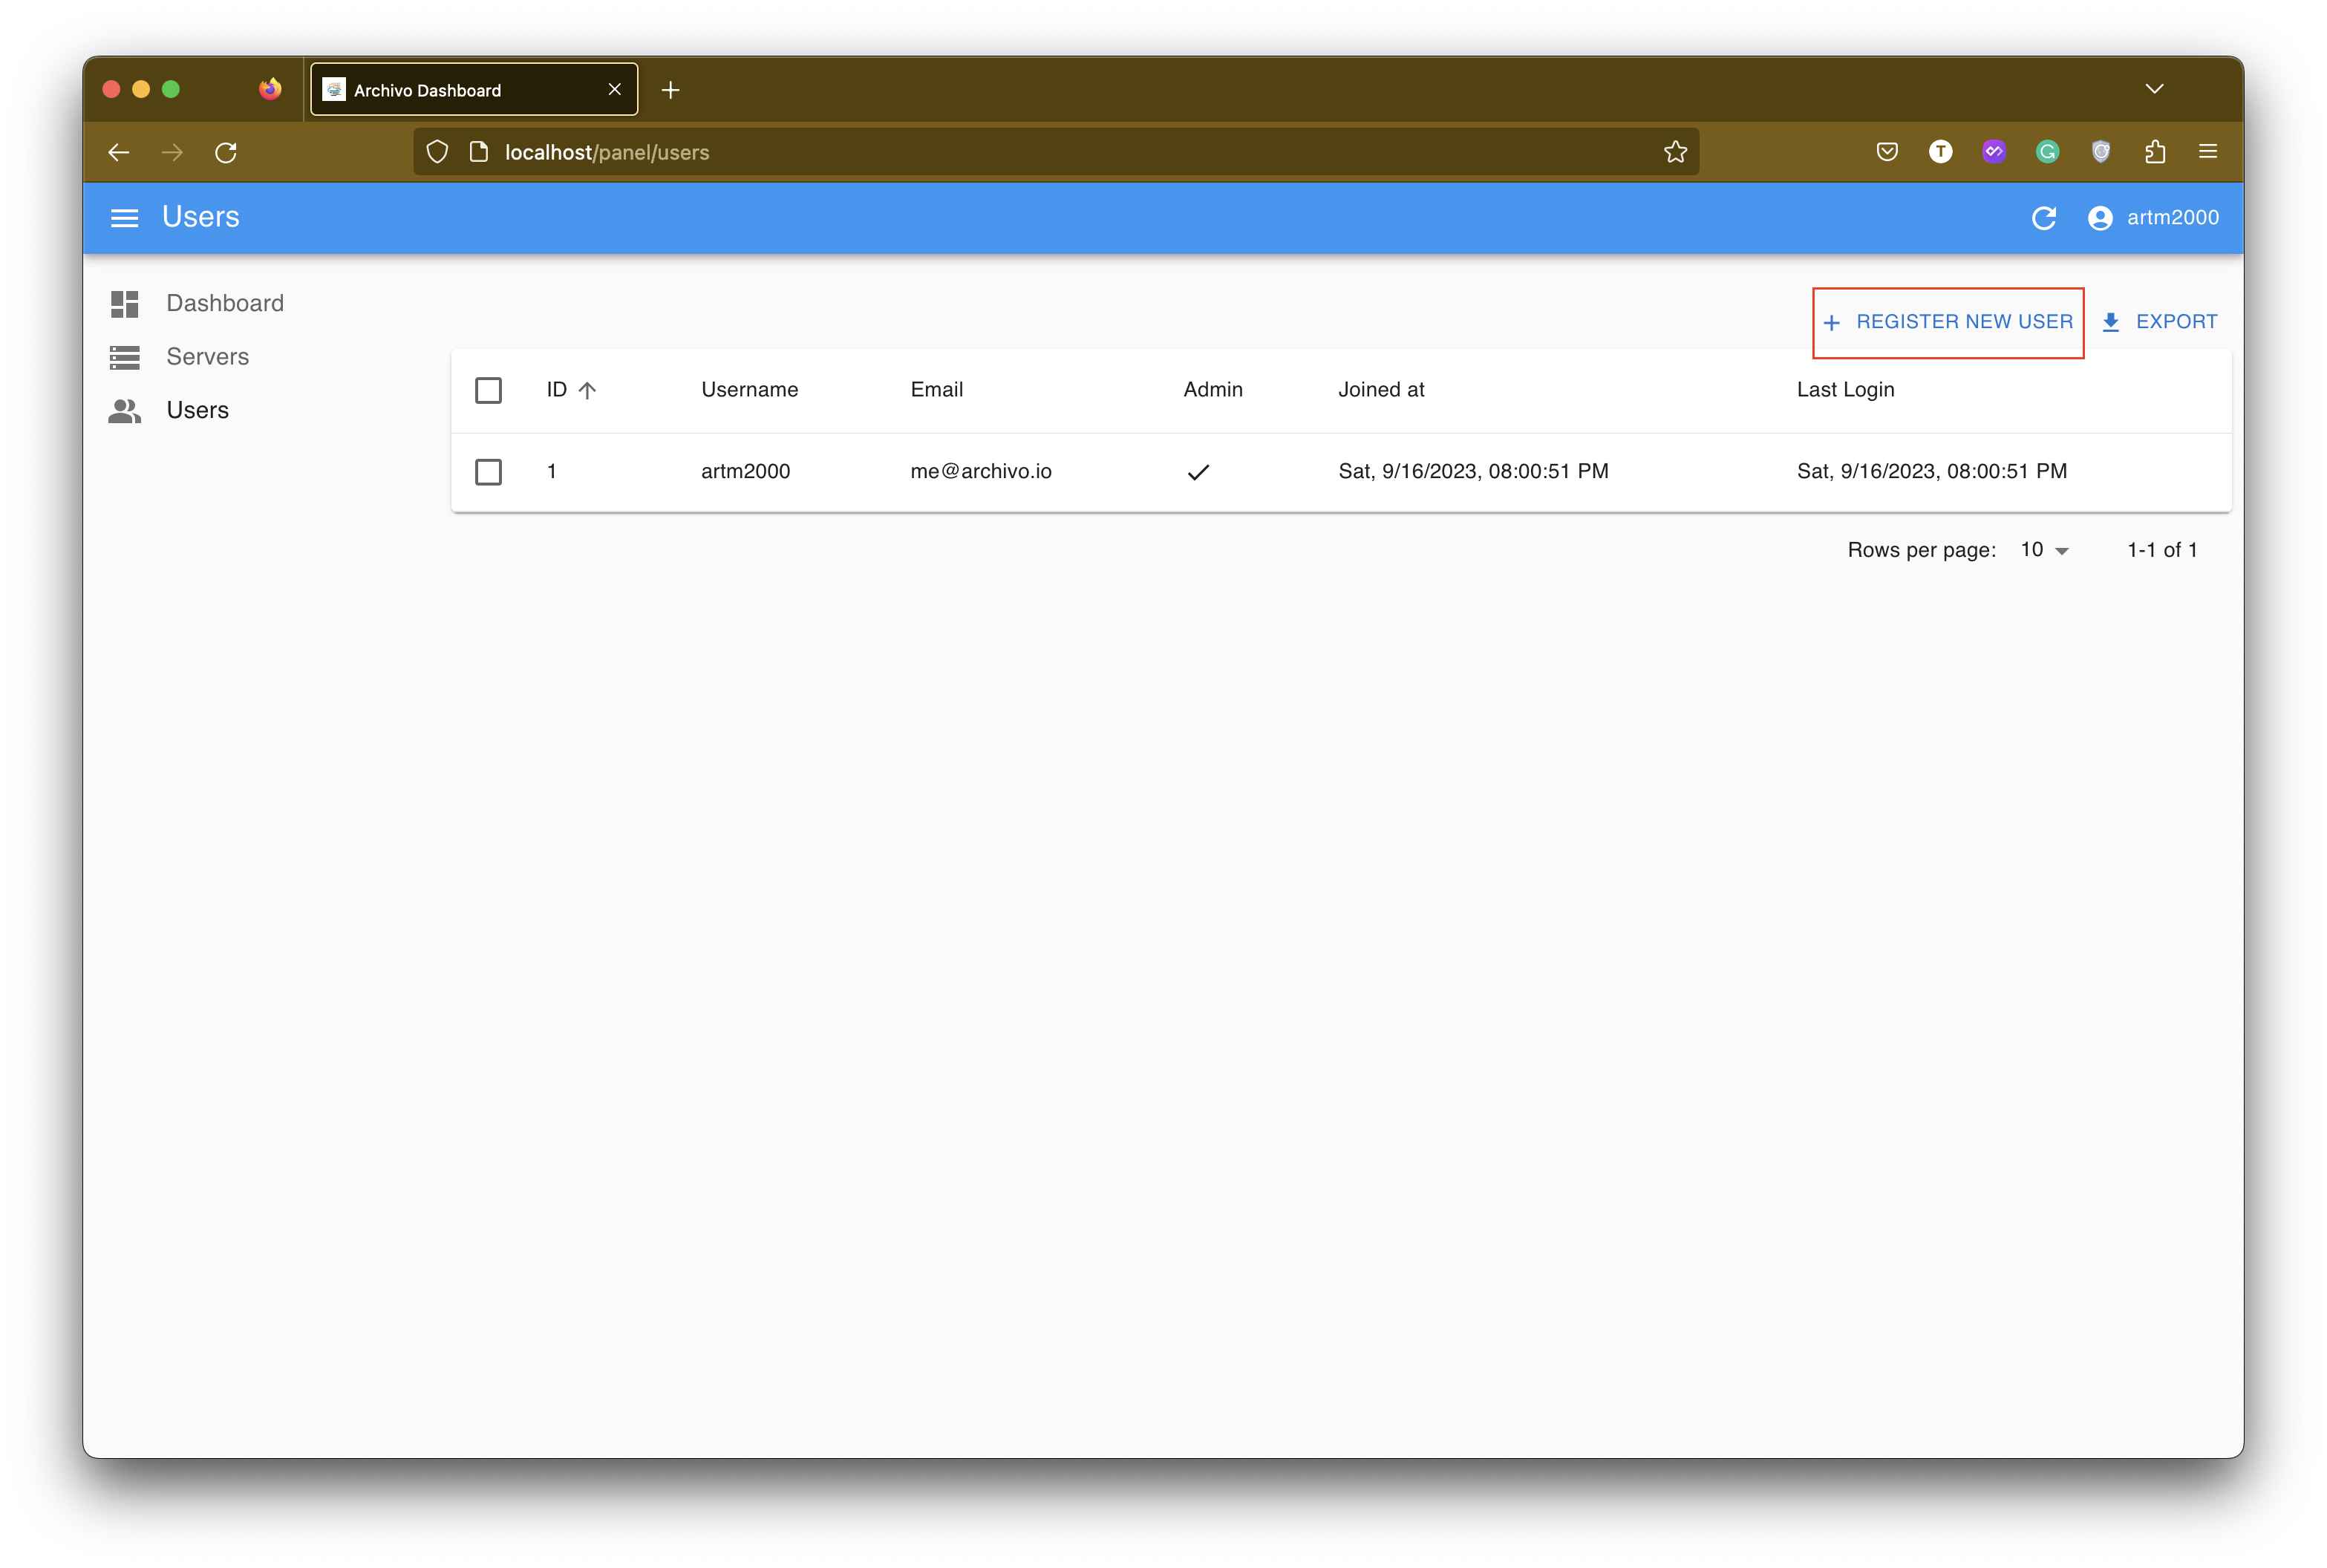 Archivo Dashboard
localhost/panel/users
Users
artm2000
Dashboard
Servers
Users
REGISTER NEW USER
EXPORT
ID Username Email Admin Joined at Last Login
1 artm2000 me@archivo.io Sat, 9/16/2023, 08:00:51 PM Sat, 9/16/2023, 08:00:51 PM
Rows per page: 10 1-1 of 1